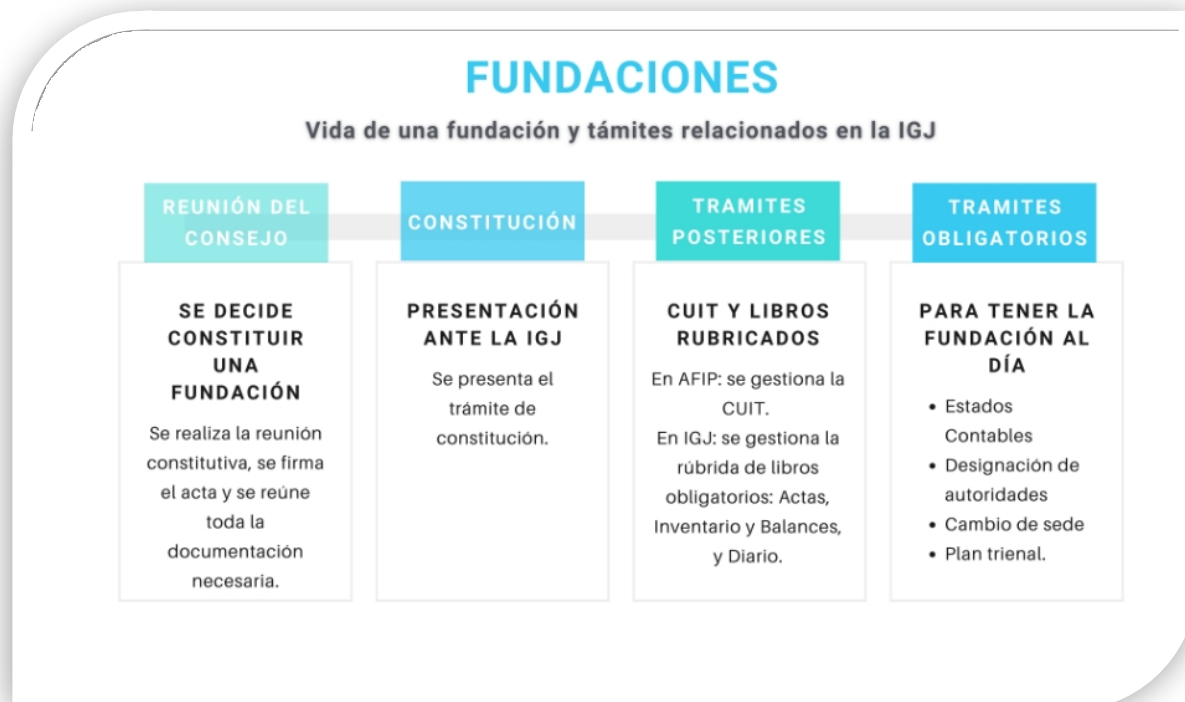 FUNDACIONES
Vida de una fundación y támites relacionados en la IGJ
REUNIÓN DEL
CONSEJO
SE DECIDE
CONSTITUIR
UNA
FUNDACIÓN
Se realiza la reunión
constitutiva, se firma
el acta y se reúne
toda la
documentación
necesaria.
CONSTITUCIÓN
PRESENTACIÓN
ANTE LA IGJ
Se presenta el
trámite de
constitución.
TRAMITES
POSTERIORES
CUIT Y LIBROS
RUBRICADOS
En AFIP: se gestiona la
CUIT.
En IGJ: se gestiona la
rúbrida de libros
obligatorios: Actas,
Inventario y Balances,
y Diario.
TRAMITES
OBLIGATORIOS
PARA TENER LA
FUNDACIÓN AL
DÍA
• Estados
Contables
• Designación de
autoridades
• Cambio de sede
• Plan trienal.